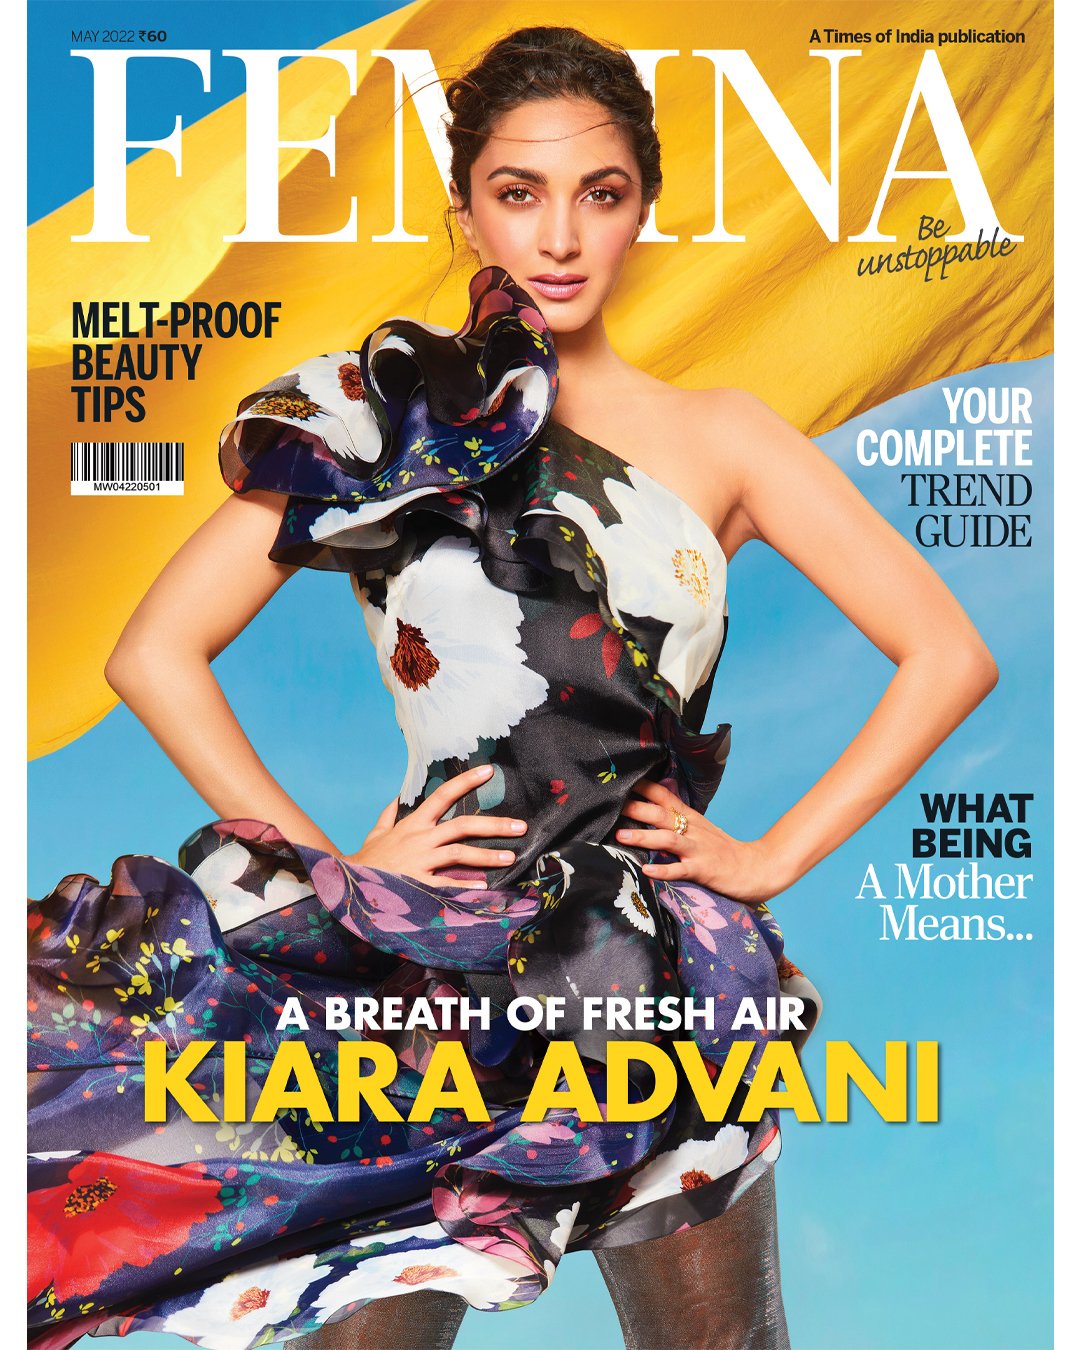 MAY 2022 ₹60
A Times of India publication
FEMINA
Be
unstoppable
MELT-PROOF
BEAUTY
TIPS
MW04220501
YOUR
COMPLETE
TREND
GUIDE
WHAT
BEING
A Mother
Means...
A BREATH OF FRESH AIR
KIARA ADVANI